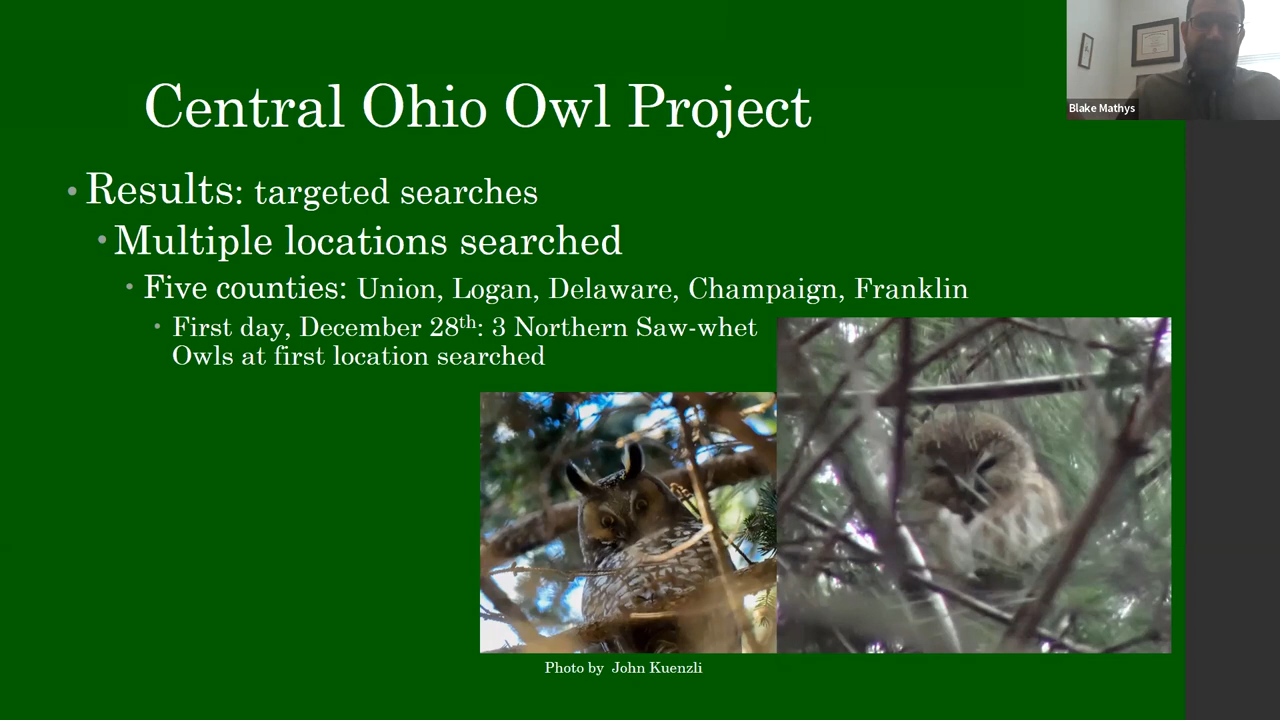 Blake Mathys
Central Ohio Owl Project
• Results: targeted searches
• Multiple locations searched
• Five counties: Union, Logan, Delaware, Champaign, Franklin
• First day, December 28th: 3 Northern Saw-whet
Owls at first location searched
Photo by John Kuenzli